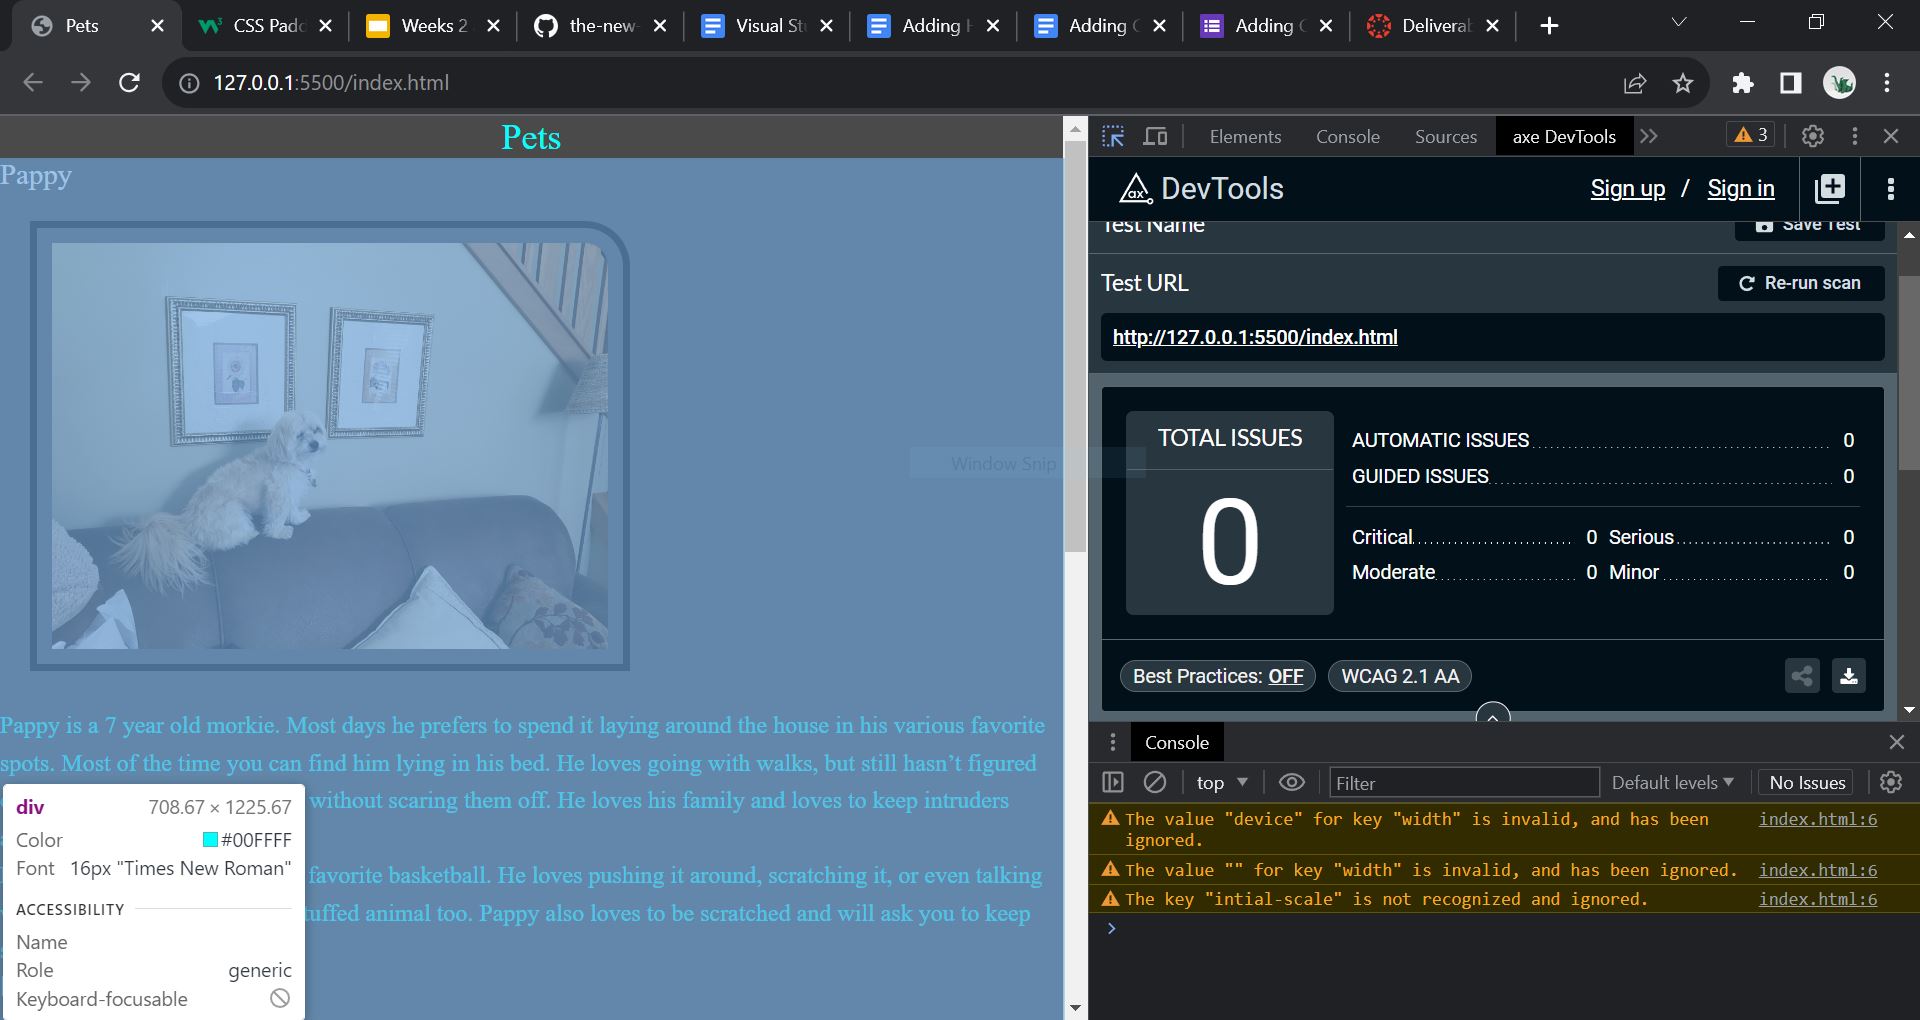 Pets
CSS Padd
Weeks 2
the-new-
Visual Stu
Adding H
Adding C
Adding C
Deliverab
127.0.0.1:5500/index.html
Pets
Pappy
Pappy is a 7 year old morkie. Most days he prefers to spend it laying around the house in his various favorite
spots. Most of the time you can find him lying in his bed. He loves going with walks, but still hasn’t figured
without scaring them off. He loves his family and loves to keep intruders
favorite basketball. He loves pushing it around, scratching it, or even talking
tuffed animal too. Pappy also loves to be scratched and will ask you to keep
Window Snip
div 708.67 × 1225.67
Color #00FFFF
Font 16px "Times New Roman"
ACCESSIBILITY
Name
Role generic
Keyboard-focusable
Elements Console Sources axe DevTools 3
ax DevTools
Sign up / Sign in
Test Name
Save Test
Test URL
Re-run scan
http://127.0.0.1:5500/index.html
TOTAL ISSUES
0
AUTOMATIC ISSUES 0
GUIDED ISSUES 0
Critical 0 Serious 0
Moderate 0 Minor 0
Best Practices: OFF
WCAG 2.1 AA
Console
top Filter Default levels No Issues
The value "device" for key "width" is invalid, and has been ignored. index.html:6
The value "" for key "width" is invalid, and has been ignored. index.html:6
The key "intial-scale" is not recognized and ignored. index.html:6